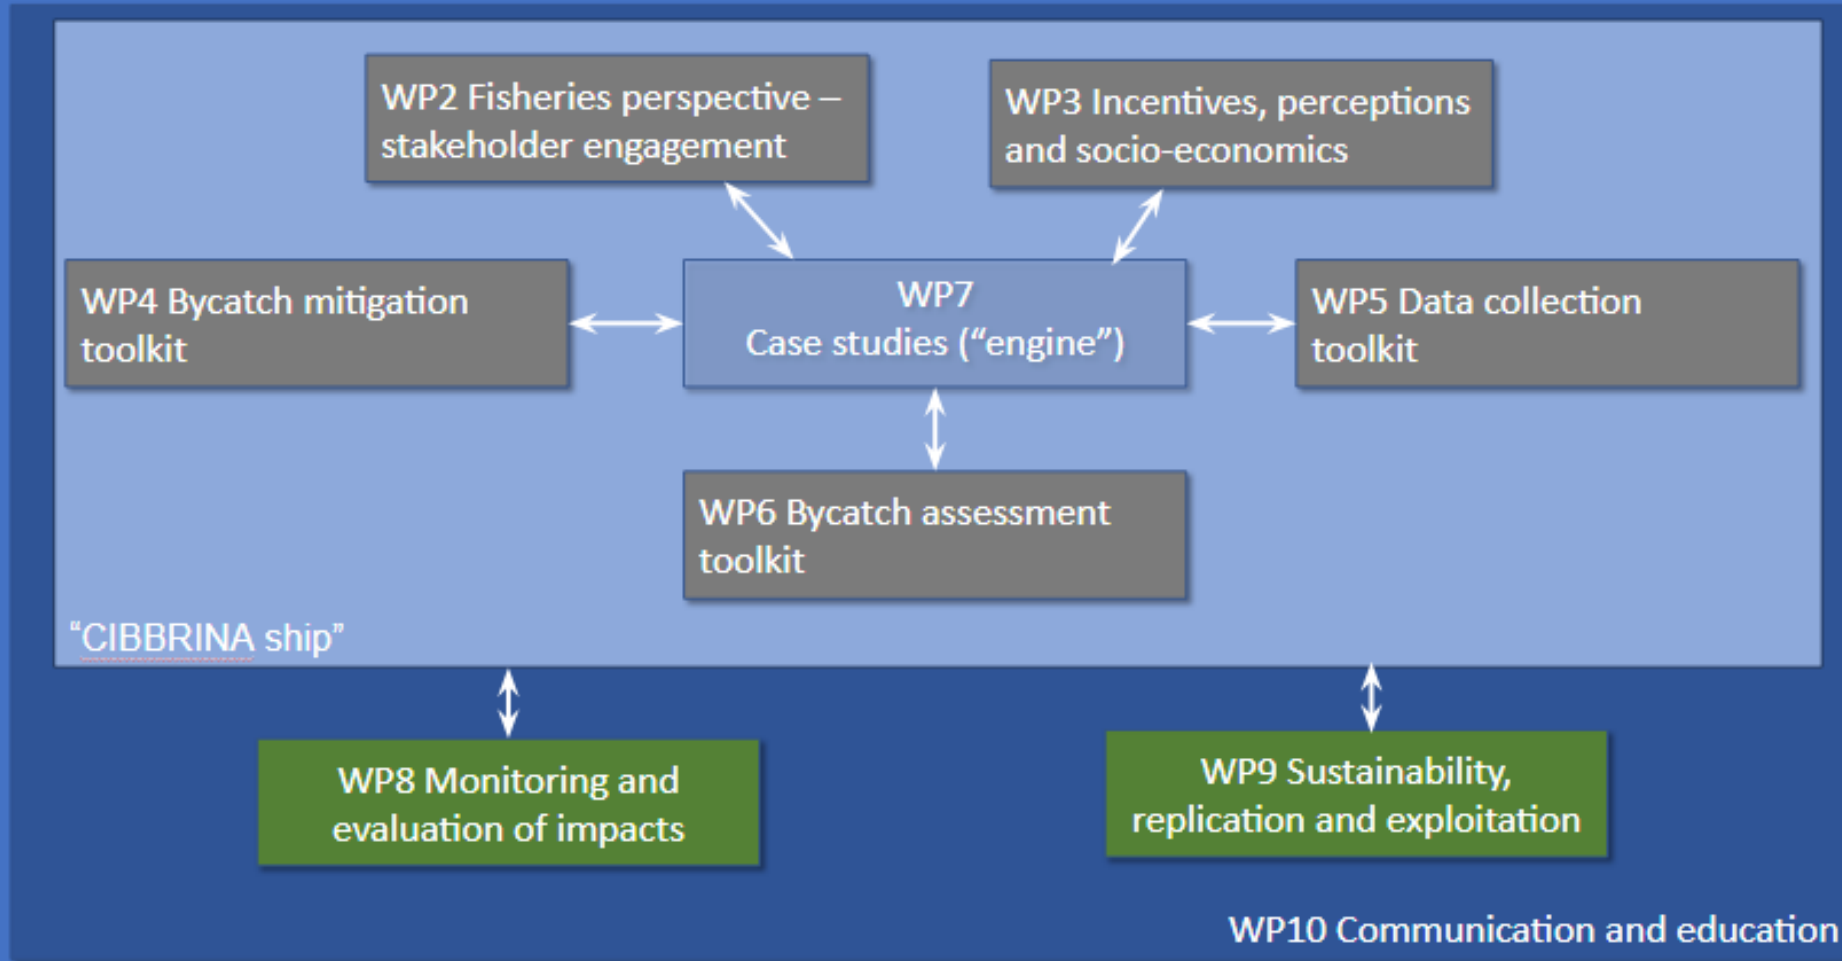 WP2 Fisheries perspective –
stakeholder engagement
WP3 Incentives, perceptions
and socio-economics
WP4 Bycatch mitigation
toolkit
WP7
Case studies (“engine”)
WP5 Data collection
toolkit
WP6 Bycatch assessment
toolkit
“CIBBRINA ship”
WP8 Monitoring and
evaluation of impacts
WP9 Sustainability,
replication and exploitation
WP10 Communication and education